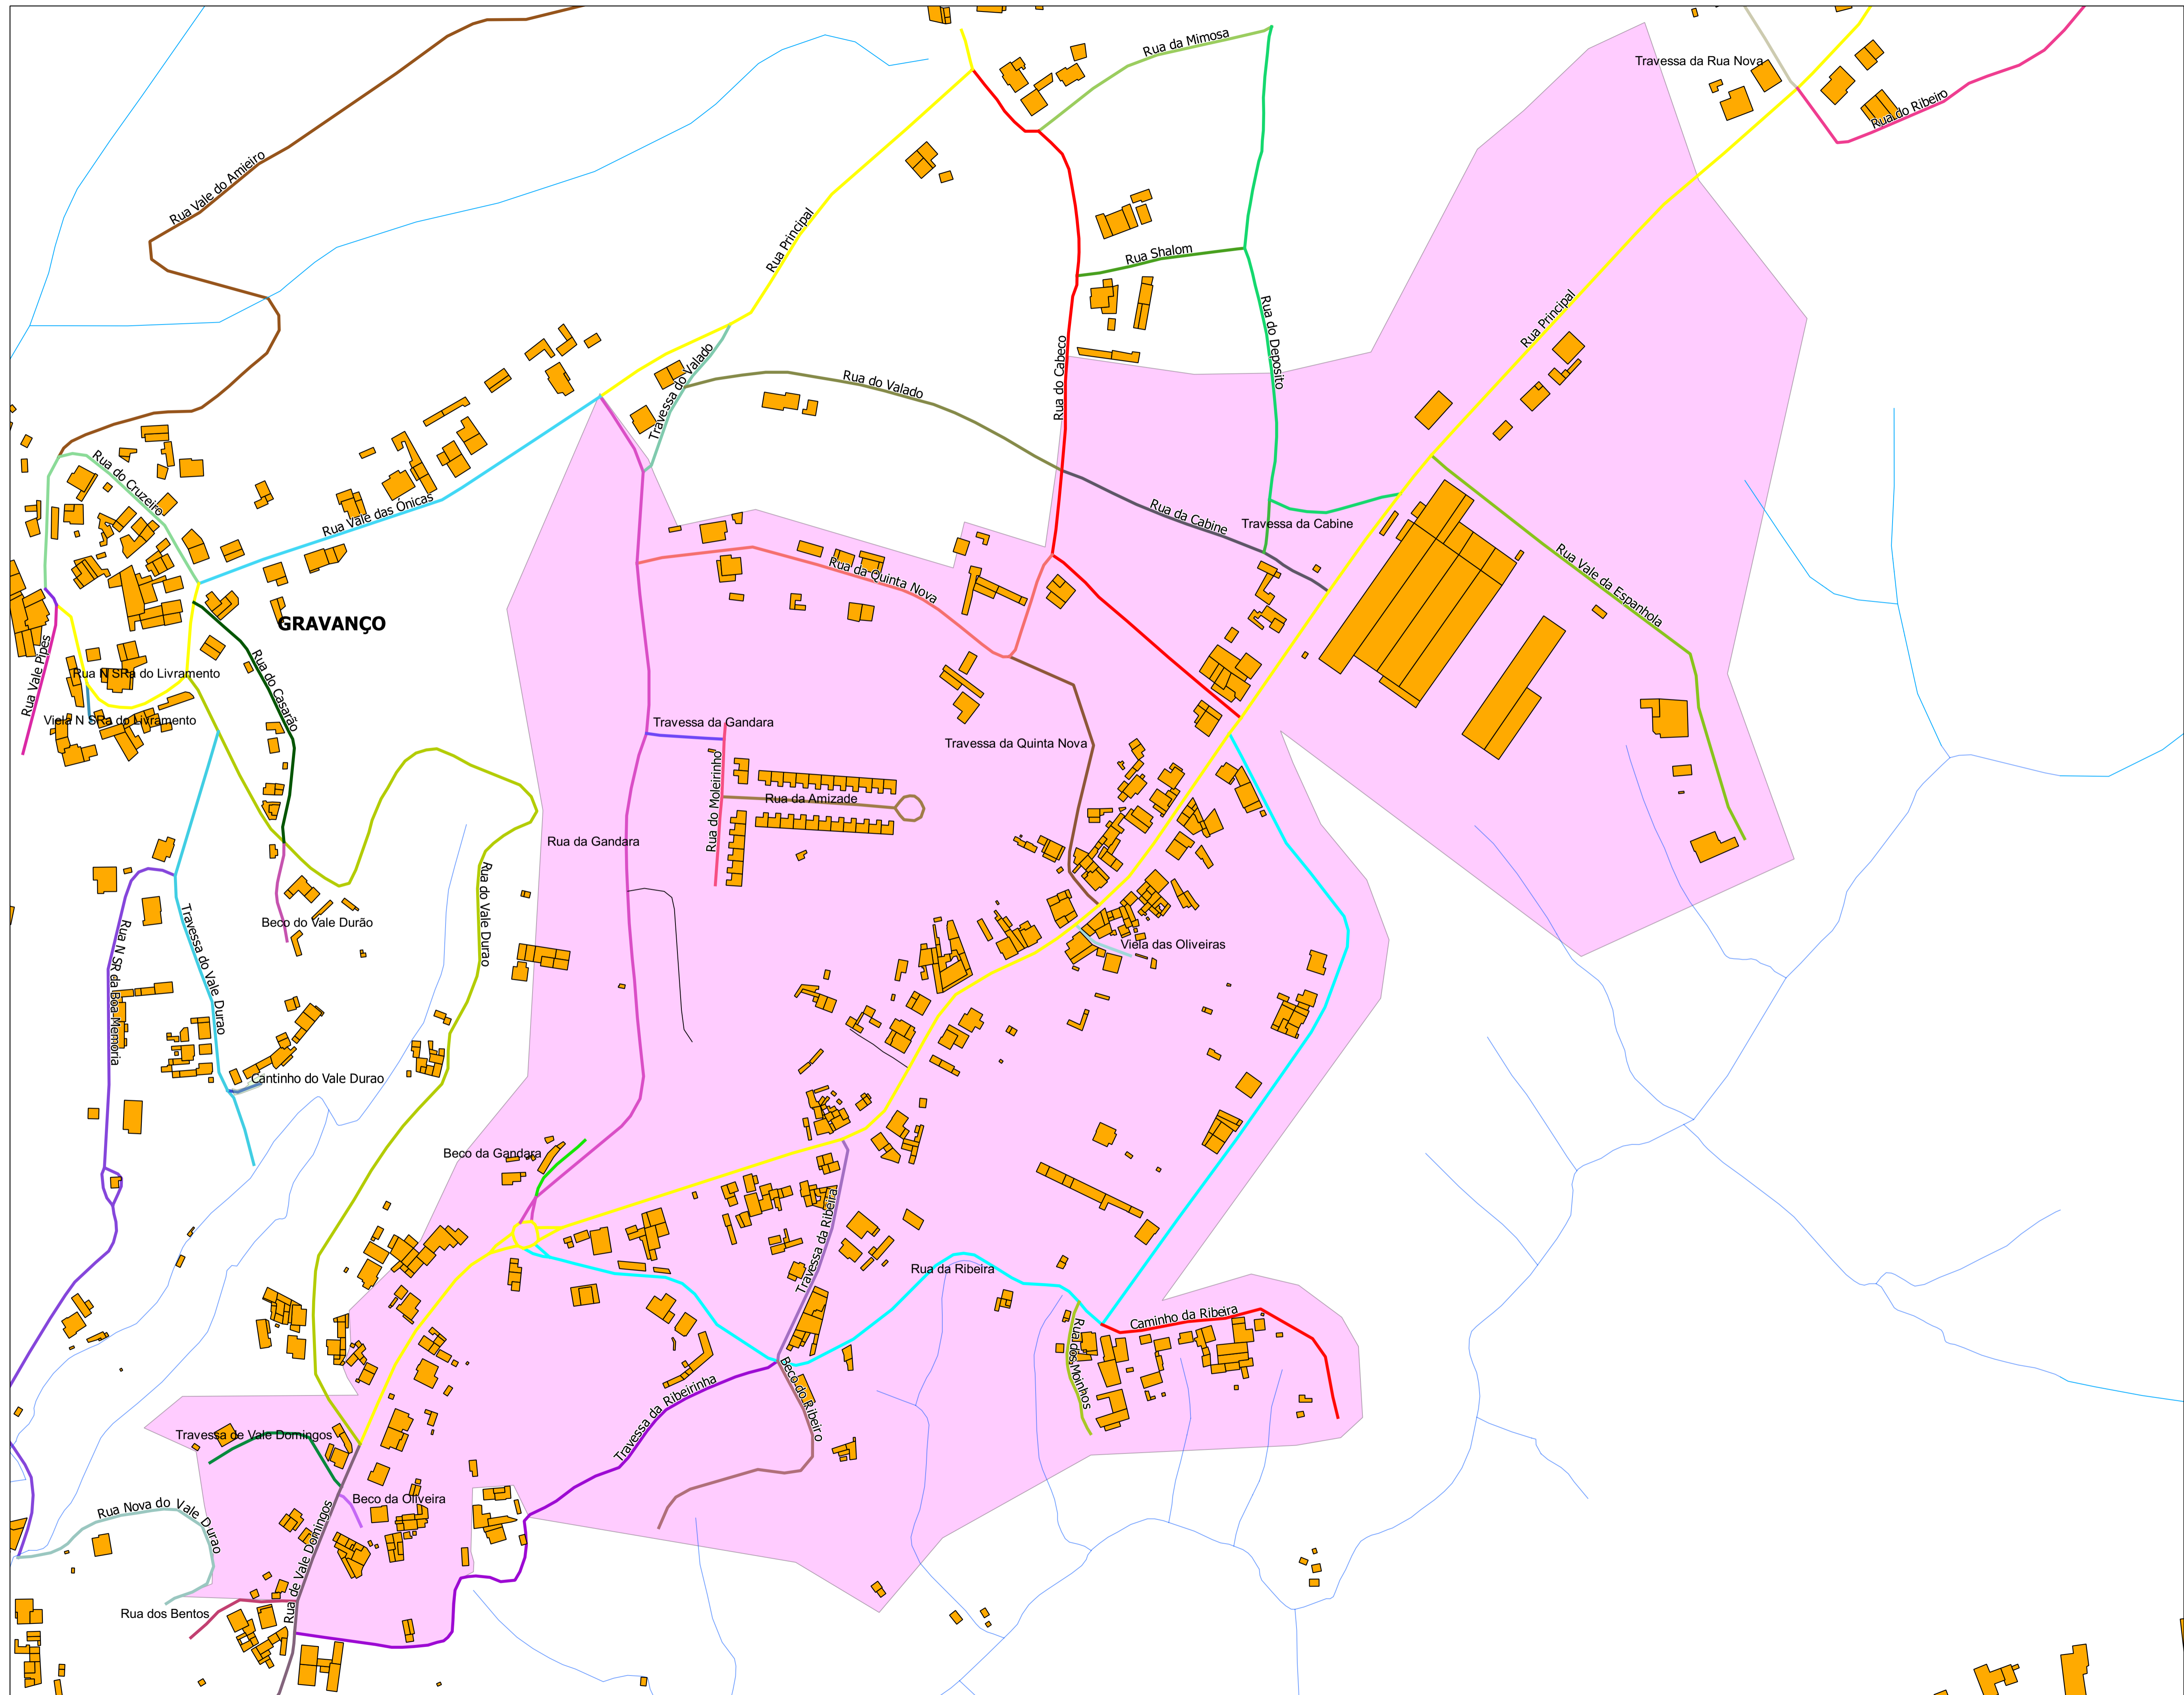 Rua da Mimosa
Travessa da Rua Nova
Rua do Ribeiro
Rua Vale do Amieiro
Rua Principal
Rua Shalom
Rua do Deposito
Rua Principal
Rua do Cabeco
Travessa do Valado
Rua do Valado
Rua do Cruzeiro
Rua Vale das Ónicas
Rua da Cabine
Travessa da Cabine
Rua Vale da Espanhola
Rua da Quinta Nova
GRAVANÇO
Rua Vale Pipes
Rua N SRa do Livramento
Rua do Casarão
Viela N SRa do Livramento
Travessa da Gandara
Travessa da Quinta Nova
Rua do Moleirinho
Rua da Amizade
Rua da Gandara
Rua do Vale Durao
Beco do Vale Durão
Travessa do Vale Durao
Rua N SR da Boa Memoria
Viela das Oliveiras
Cantinho do Vale Durao
Beco da Gandara
Travessa da Ribeira
Rua da Ribeira
Caminho da Ribeira
Rua dos Moinhos
Beco do Ribeiro
Travessa da Ribeirinha
Travessa de Vale Domingos
Beco da Oliveira
Rua Nova do Vale Durao
Rua de Vale Domingos
Rua dos Bentos